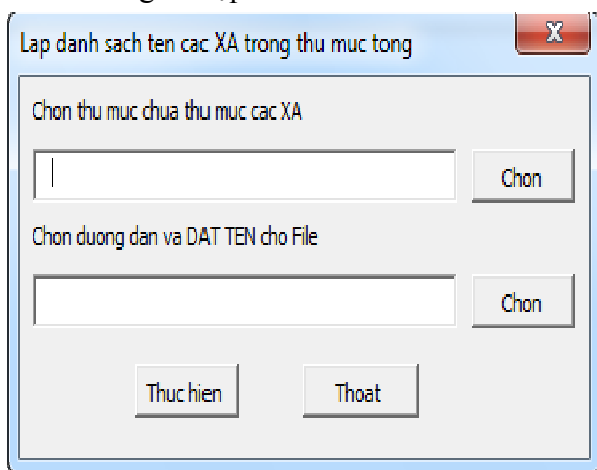 Lap danh sach ten cac XA trong thu muc tong
Chon thu muc chua thu muc cac XA
Chon
Chon duong dan va DAT TEN cho File
Chon
Thuc hien Thoat